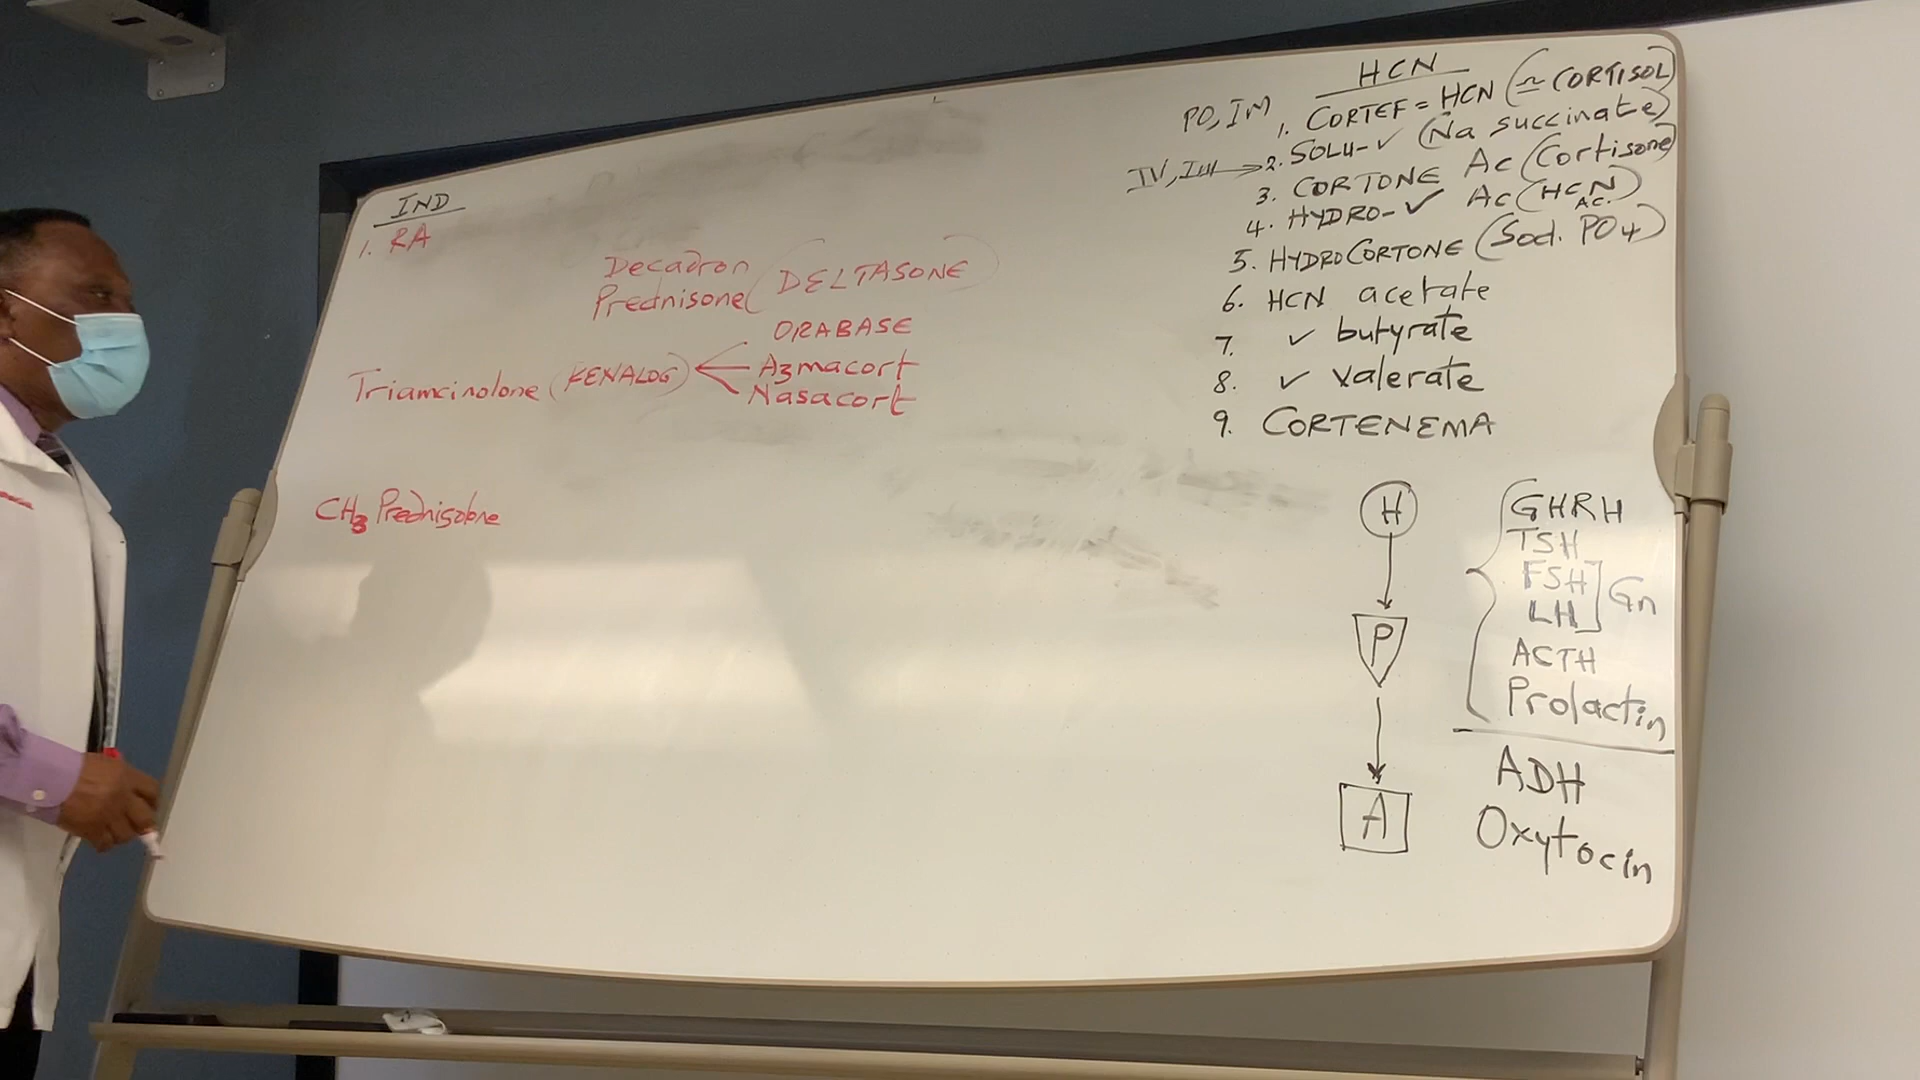 IND
1. RA
Decadron
Prednisone (DELTASONE)
ORABASE
Triamcinolone (KENALOG) Azmacort
Nasacort
CH3 Prednisolone
HCN
PO, IM 1. CORTEF = HCN (≃ CORTISOL)
IV, IM → 2. SOLU- ✓ (Na succinate)
3. CORTONE Ac (Cortisone)
4. HYDRO- ✓ Ac (HCN AC.)
5. HYDROCORTONE (Sod. PO4)
6. HCN acetate
7. ✓ butyrate
8. ✓ valerate
9. CORTENEMA
H
P
A
GHRH
TSH
FSH
LH
Gn
ACTH
Prolactin
ADH
Oxytocin